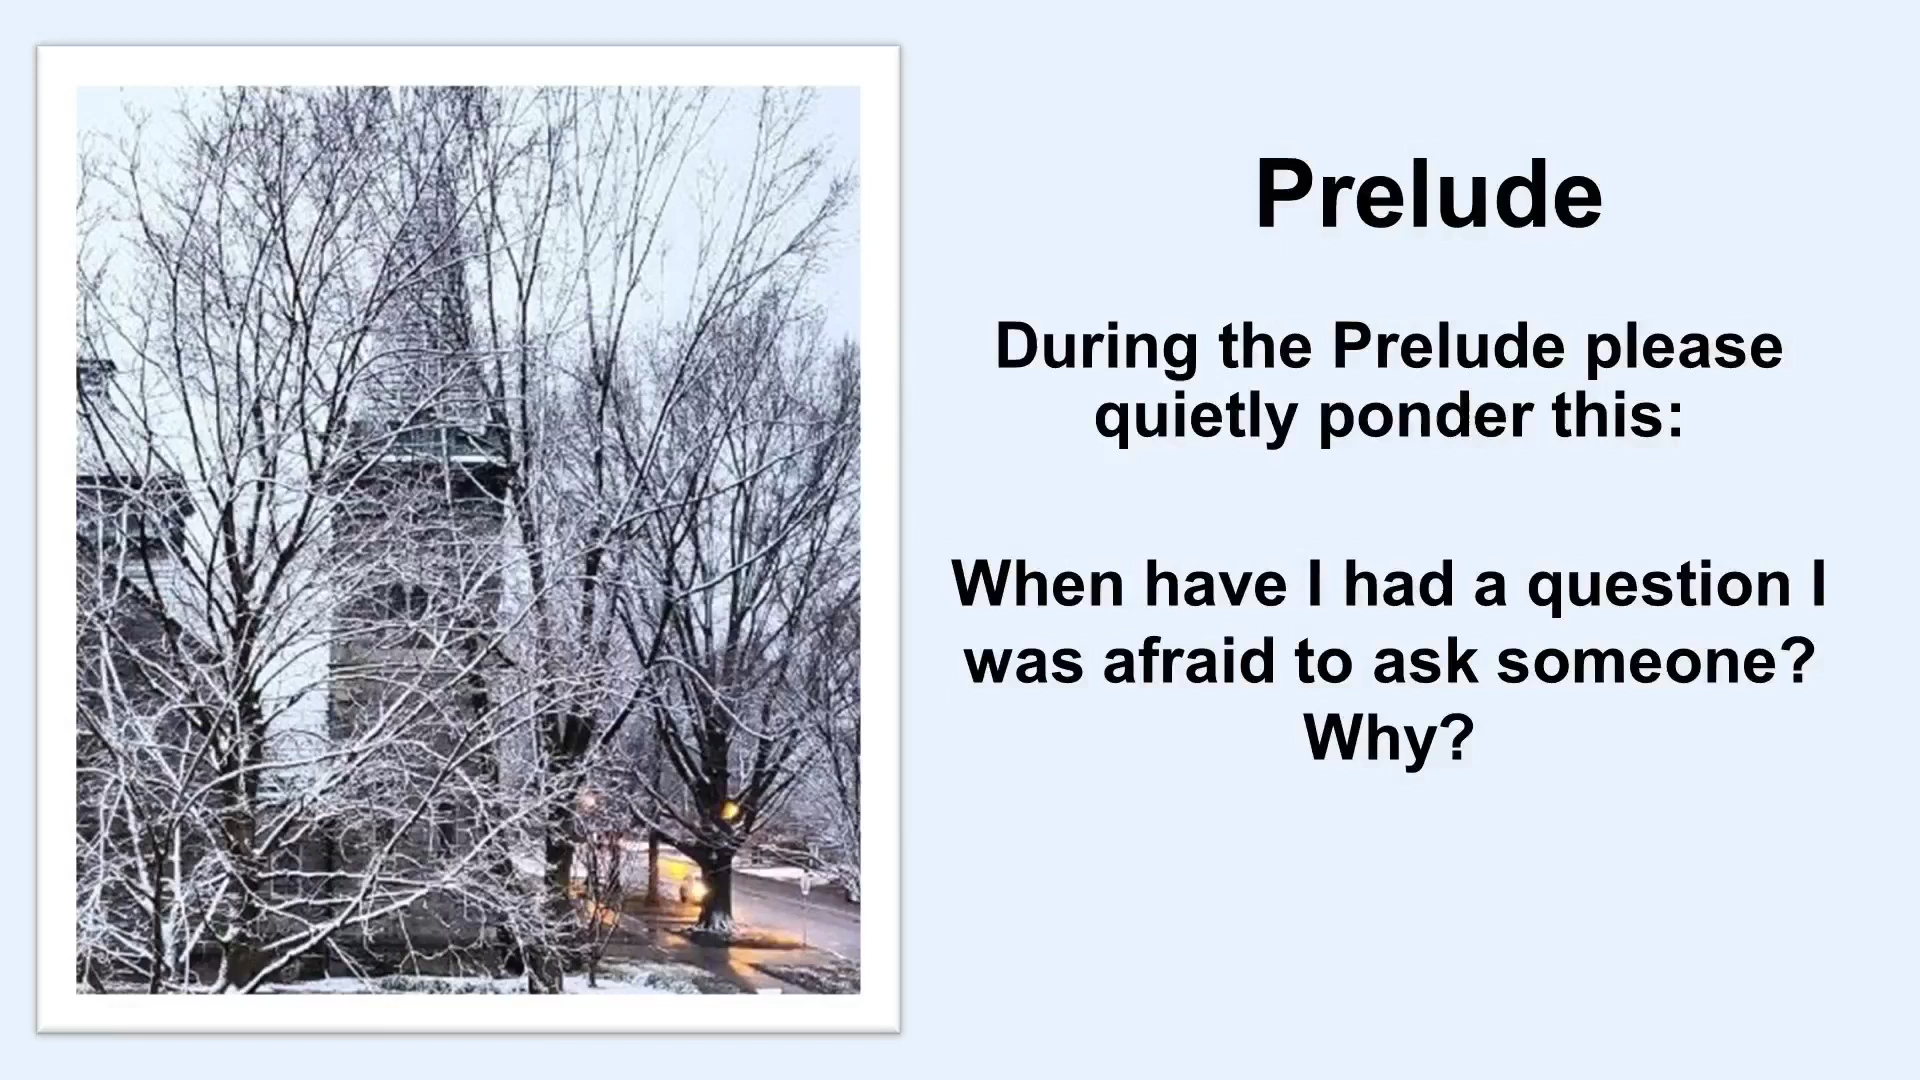 Prelude
During the Prelude please
quietly ponder this:
When have I had a question I
was afraid to ask someone?
Why?